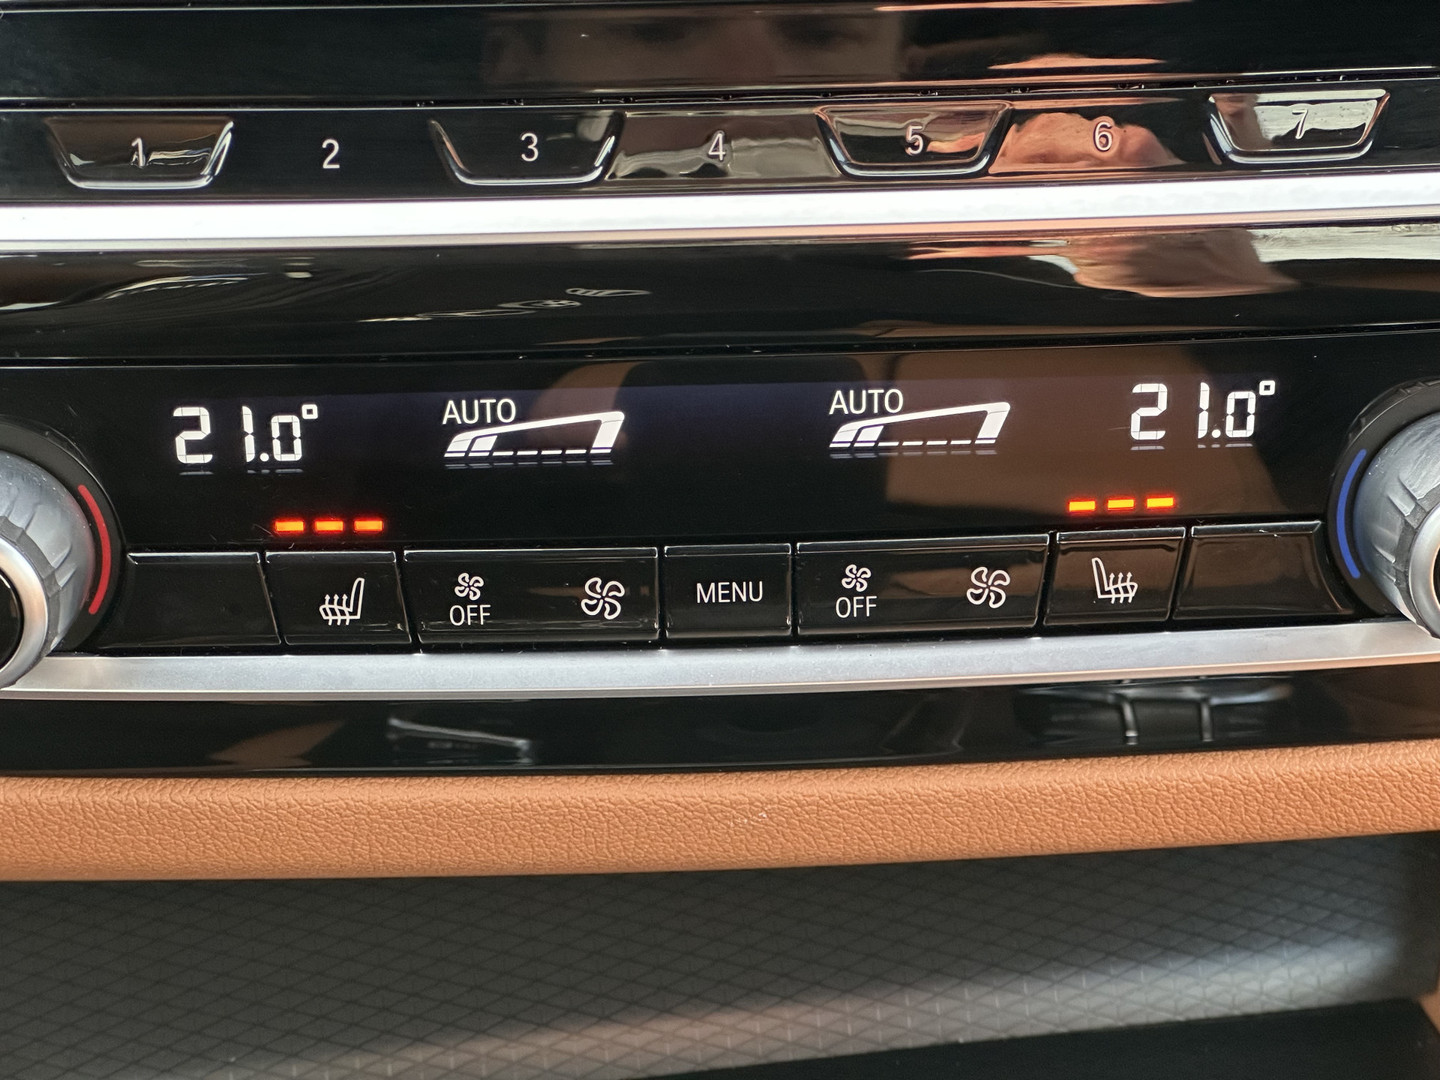 1 2 3 4 5 6 7
21.0° AUTO AUTO 21.0°
OFF MENU OFF